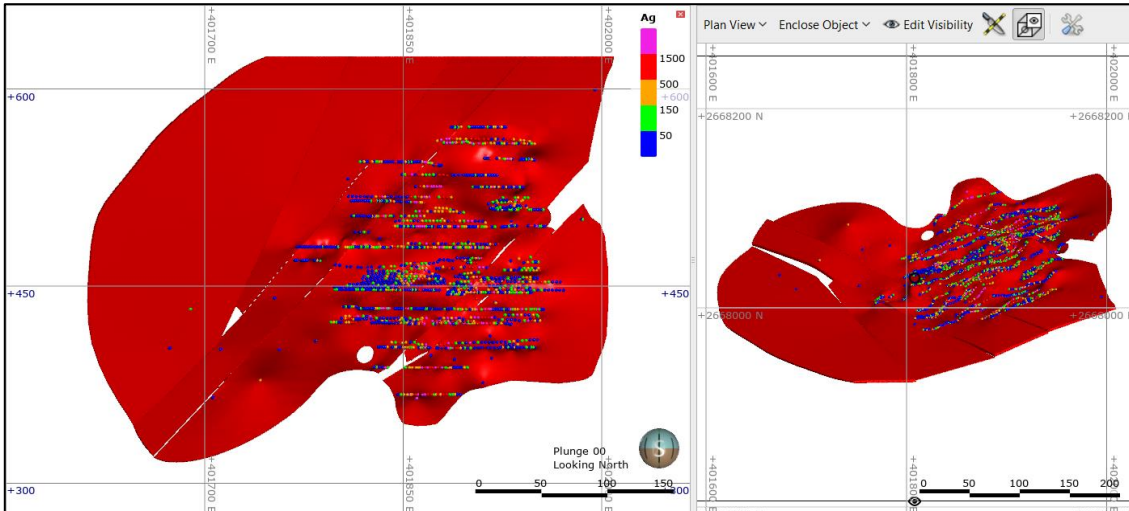 +401700 E
+401850 E
+402000 E
Ag
1500
500
150
50
+600
+600
+450
+450
+300
+300
+401700 E
+401850 E
Plunge 00
Looking North
S
0 50 100 150
Plan View
Enclose Object
Edit Visibility
+401600 E
+401800 E
+402000 E
+2668200 N
+2668200 N
+2668000 N
+2668000 N
+401600 E
0 50 100 150 200